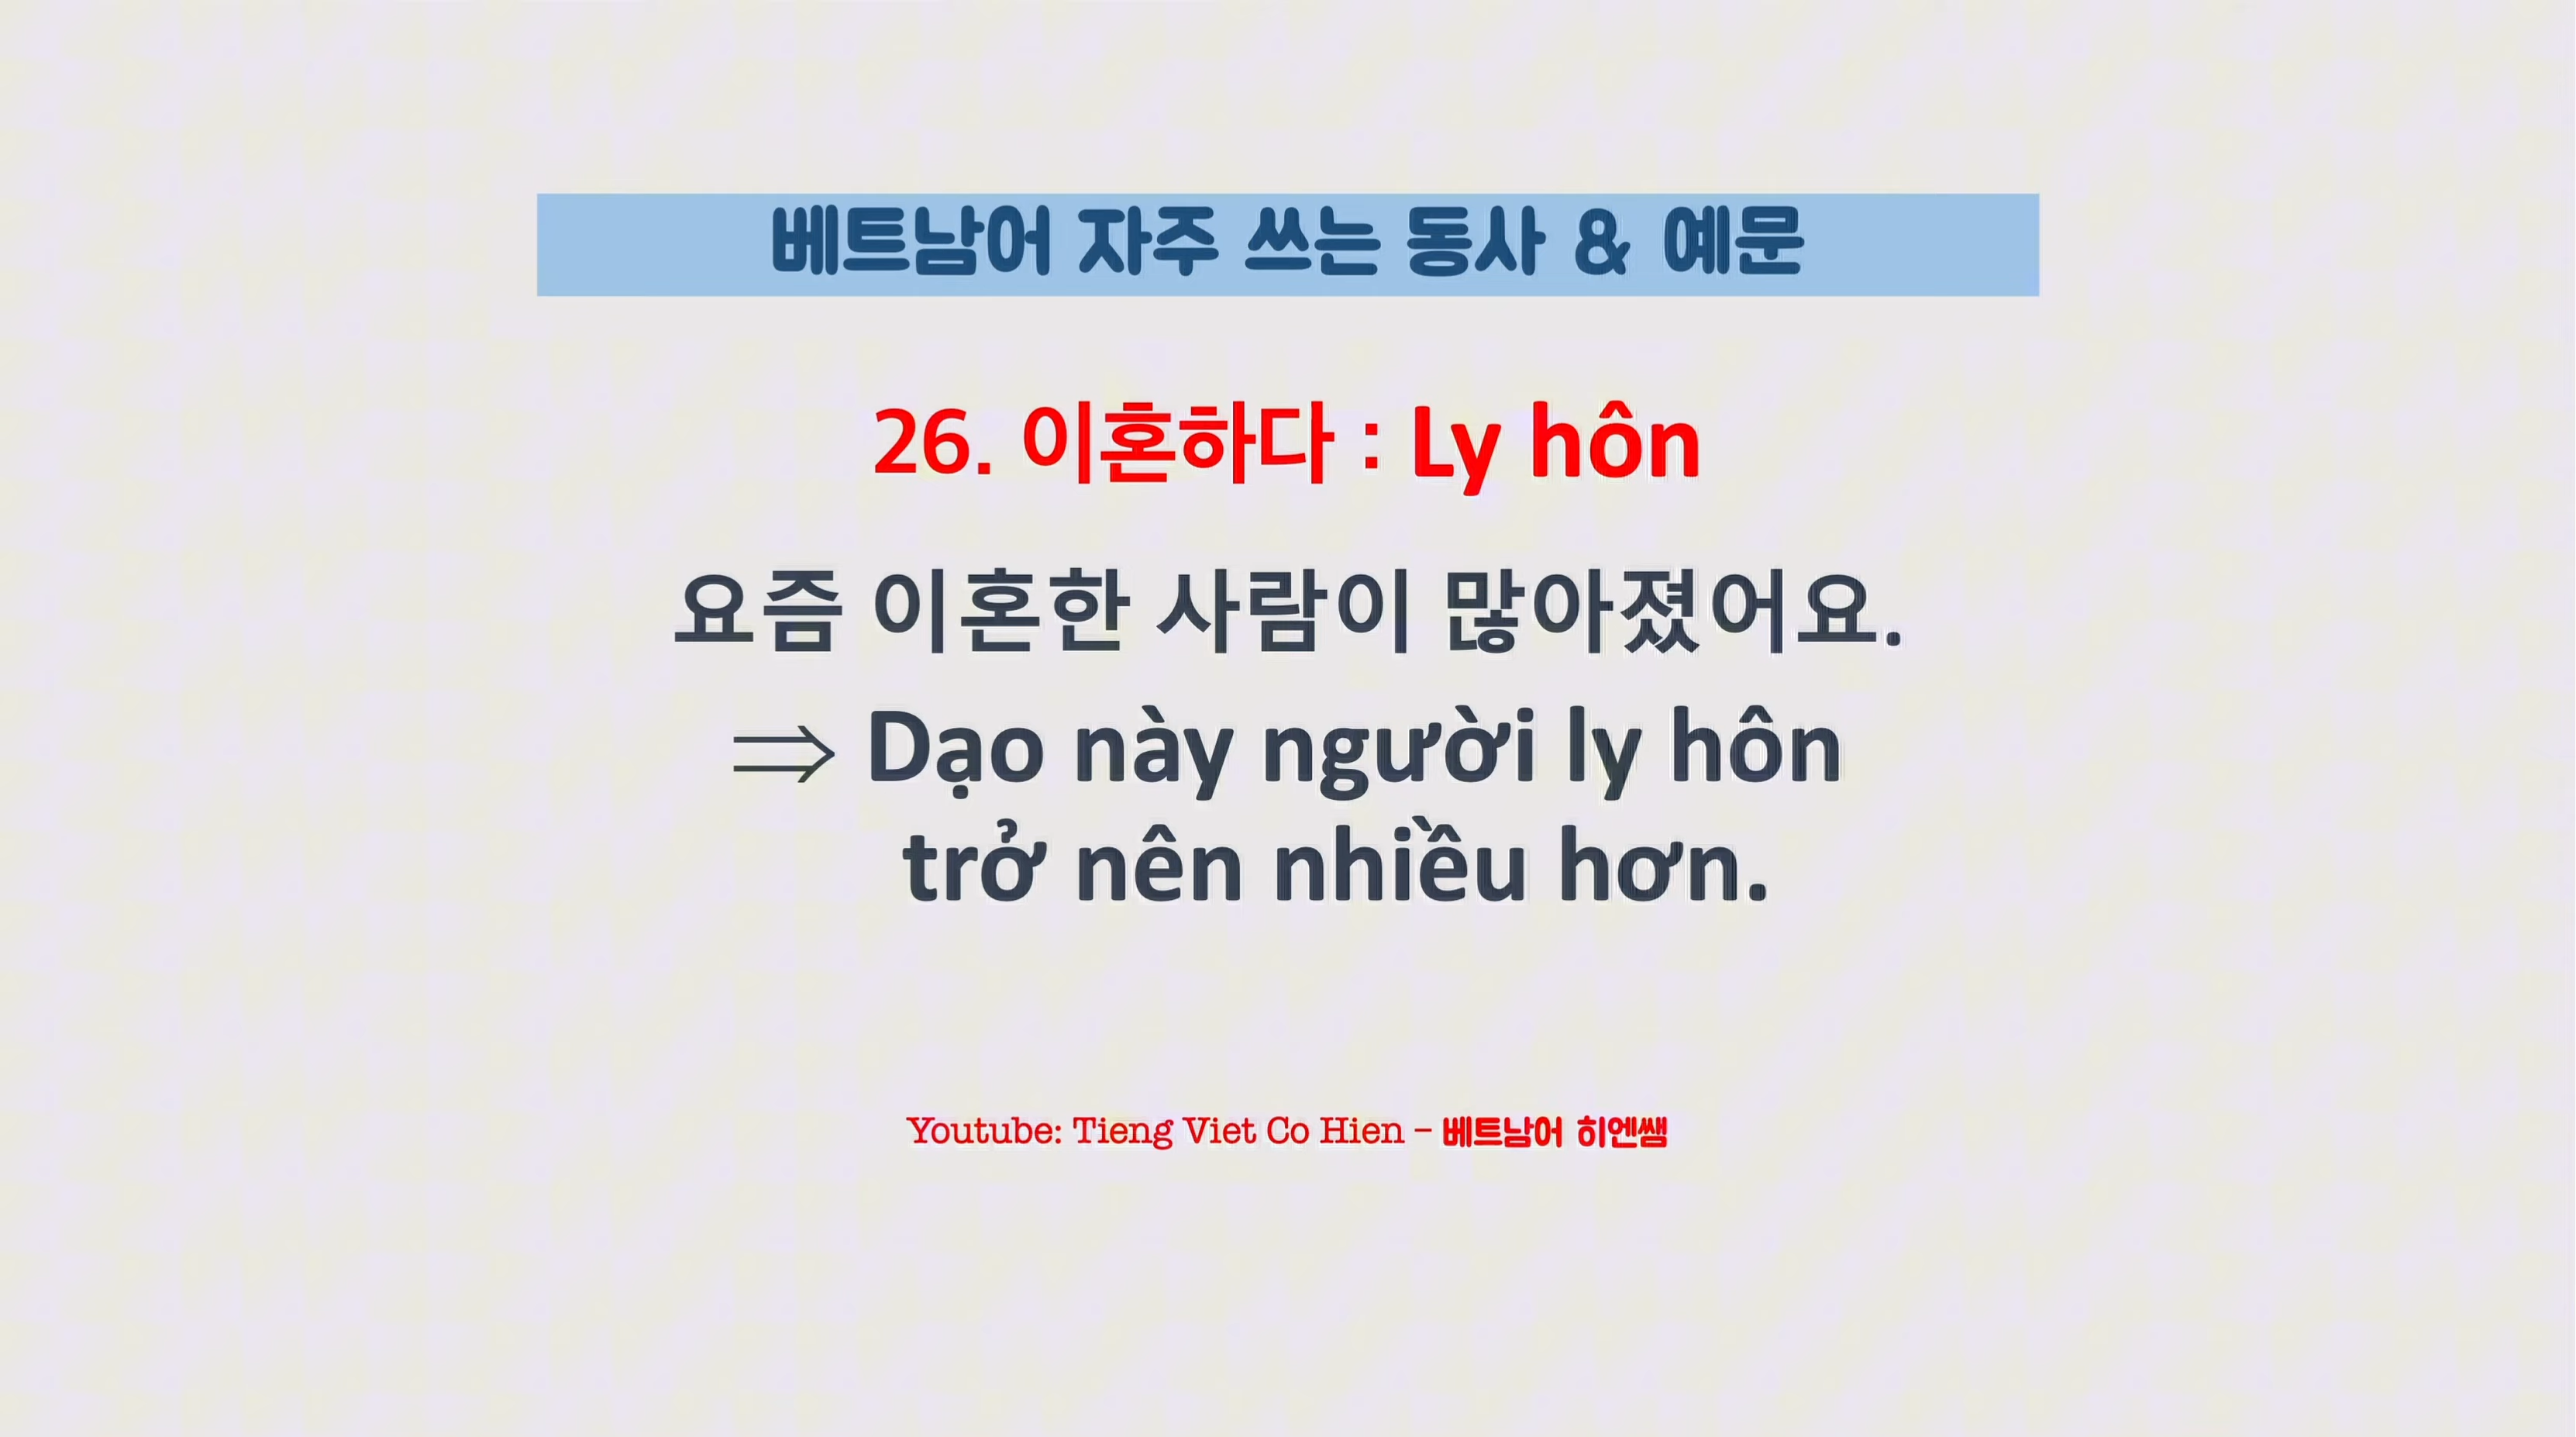 베트남어 자주 쓰는 동사 & 예문
26. 이혼하다 : Ly hôn
요즘 이혼한 사람이 많아졌어요.
⇒ Dạo này người ly hôn
trở nên nhiều hơn.
Youtube: Tieng Viet Co Hien – 베트남어 히엔쌤